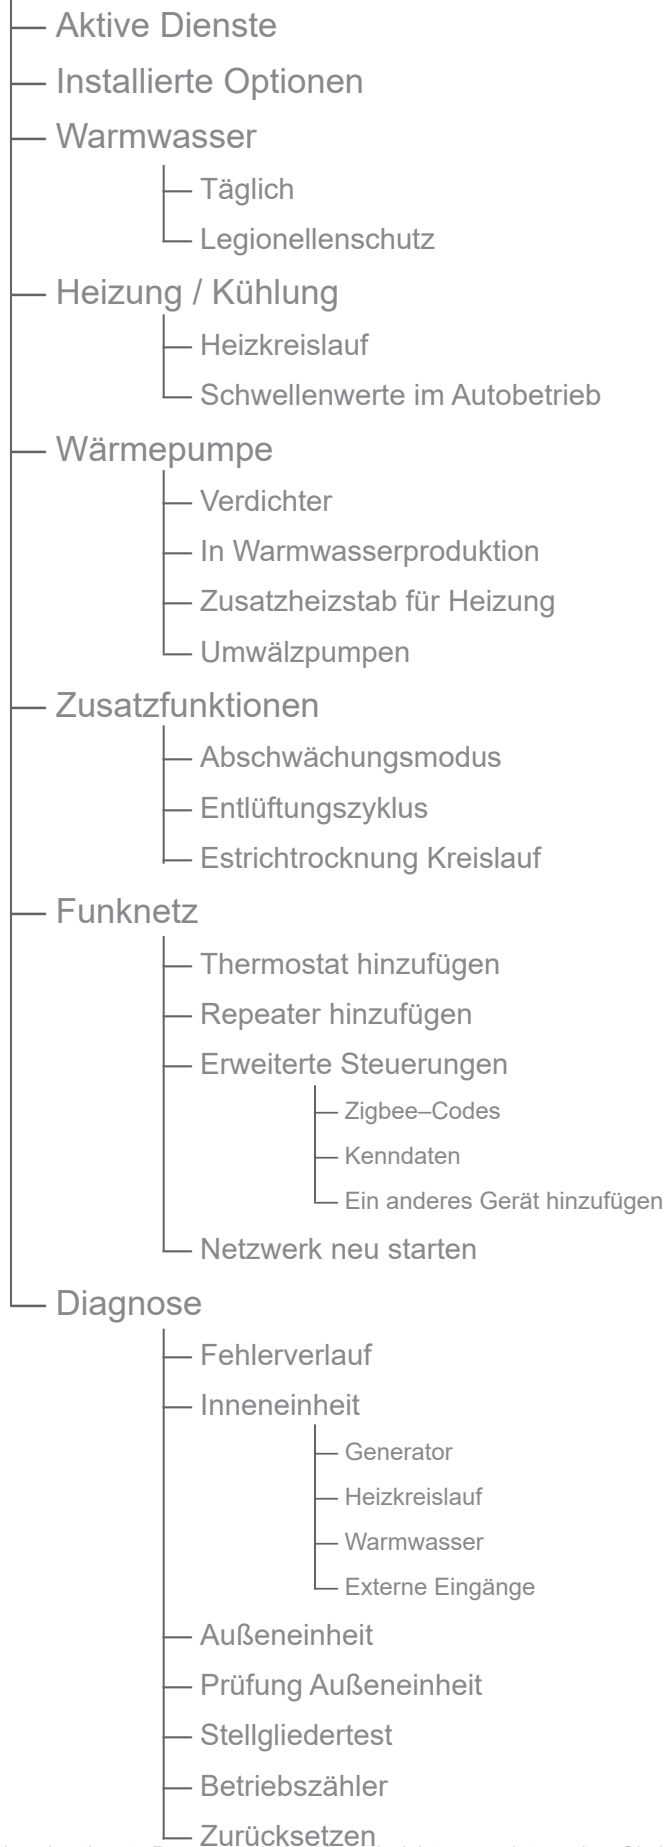 Aktive Dienste
Installierte Optionen
Warmwasser
Täglich
Legionellenschutz
Heizung / Kühlung
Heizkreislauf
Schwellenwerte im Autobetrieb
Wärmepumpe
Verdichter
In Warmwasserproduktion
Zusatzheizstab für Heizung
Umwälzpumpen
Zusatzfunktionen
Abschwächungsmodus
Entlüftungszyklus
Estrichtrocknung Kreislauf
Funknetz
Thermostat hinzufügen
Repeater hinzufügen
Erweiterte Steuerungen
Zigbee–Codes
Kenndaten
Ein anderes Gerät hinzufügen
Netzwerk neu starten
Diagnose
Fehlerverlauf
Inneneinheit
Generator
Heizkreislauf
Warmwasser
Externe Eingänge
Außeneinheit
Prüfung Außeneinheit
Stellgliedertest
Betriebszähler
Zurücksetzen